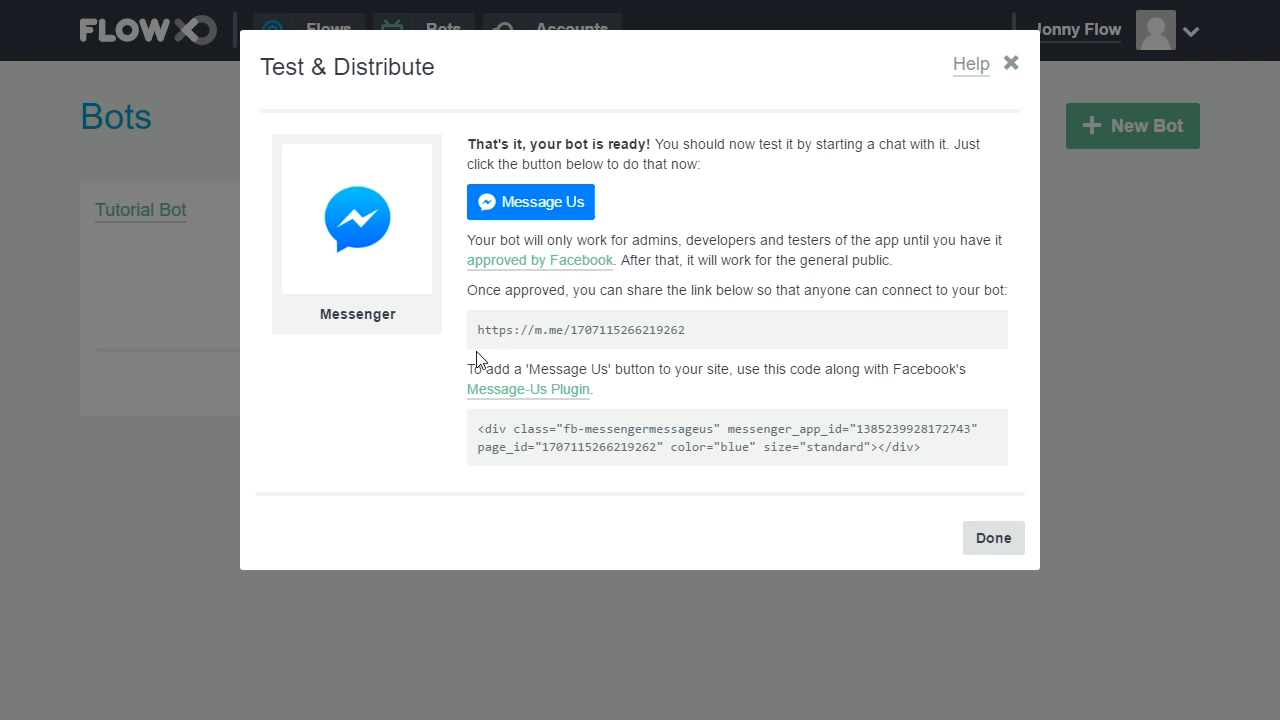 FLOW XO
Flows
Bots
Accounts
Jonny Flow
Test & Distribute
Help
Bots
New Bot
Tutorial Bot
Messenger
That's it, your bot is ready! You should now test it by starting a chat with it. Just
click the button below to do that now:
Message Us
Your bot will only work for admins, developers and testers of the app until you have it
approved by Facebook. After that, it will work for the general public.
Once approved, you can share the link below so that anyone can connect to your bot:
https://m.me/1707115266219262
To add a 'Message Us' button to your site, use this code along with Facebook's
Message-Us Plugin.
<div class="fb-messengermessageus" messenger_app_id="1385239928172743"
page_id="1707115266219262" color="blue" size="standard"></div>
Done